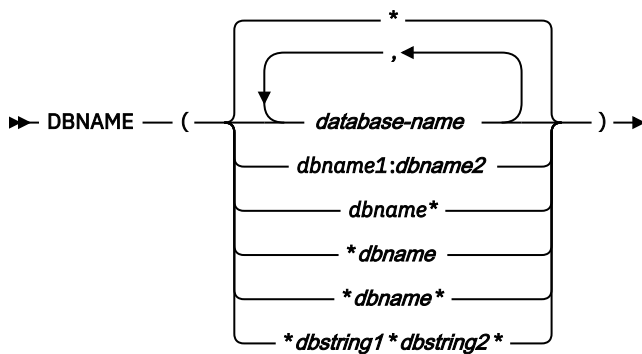 *
,
DBNAME ( database-name )
dbname1:dbname2
dbname*
*dbname
*dbname*
*dbstring1*dbstring2*